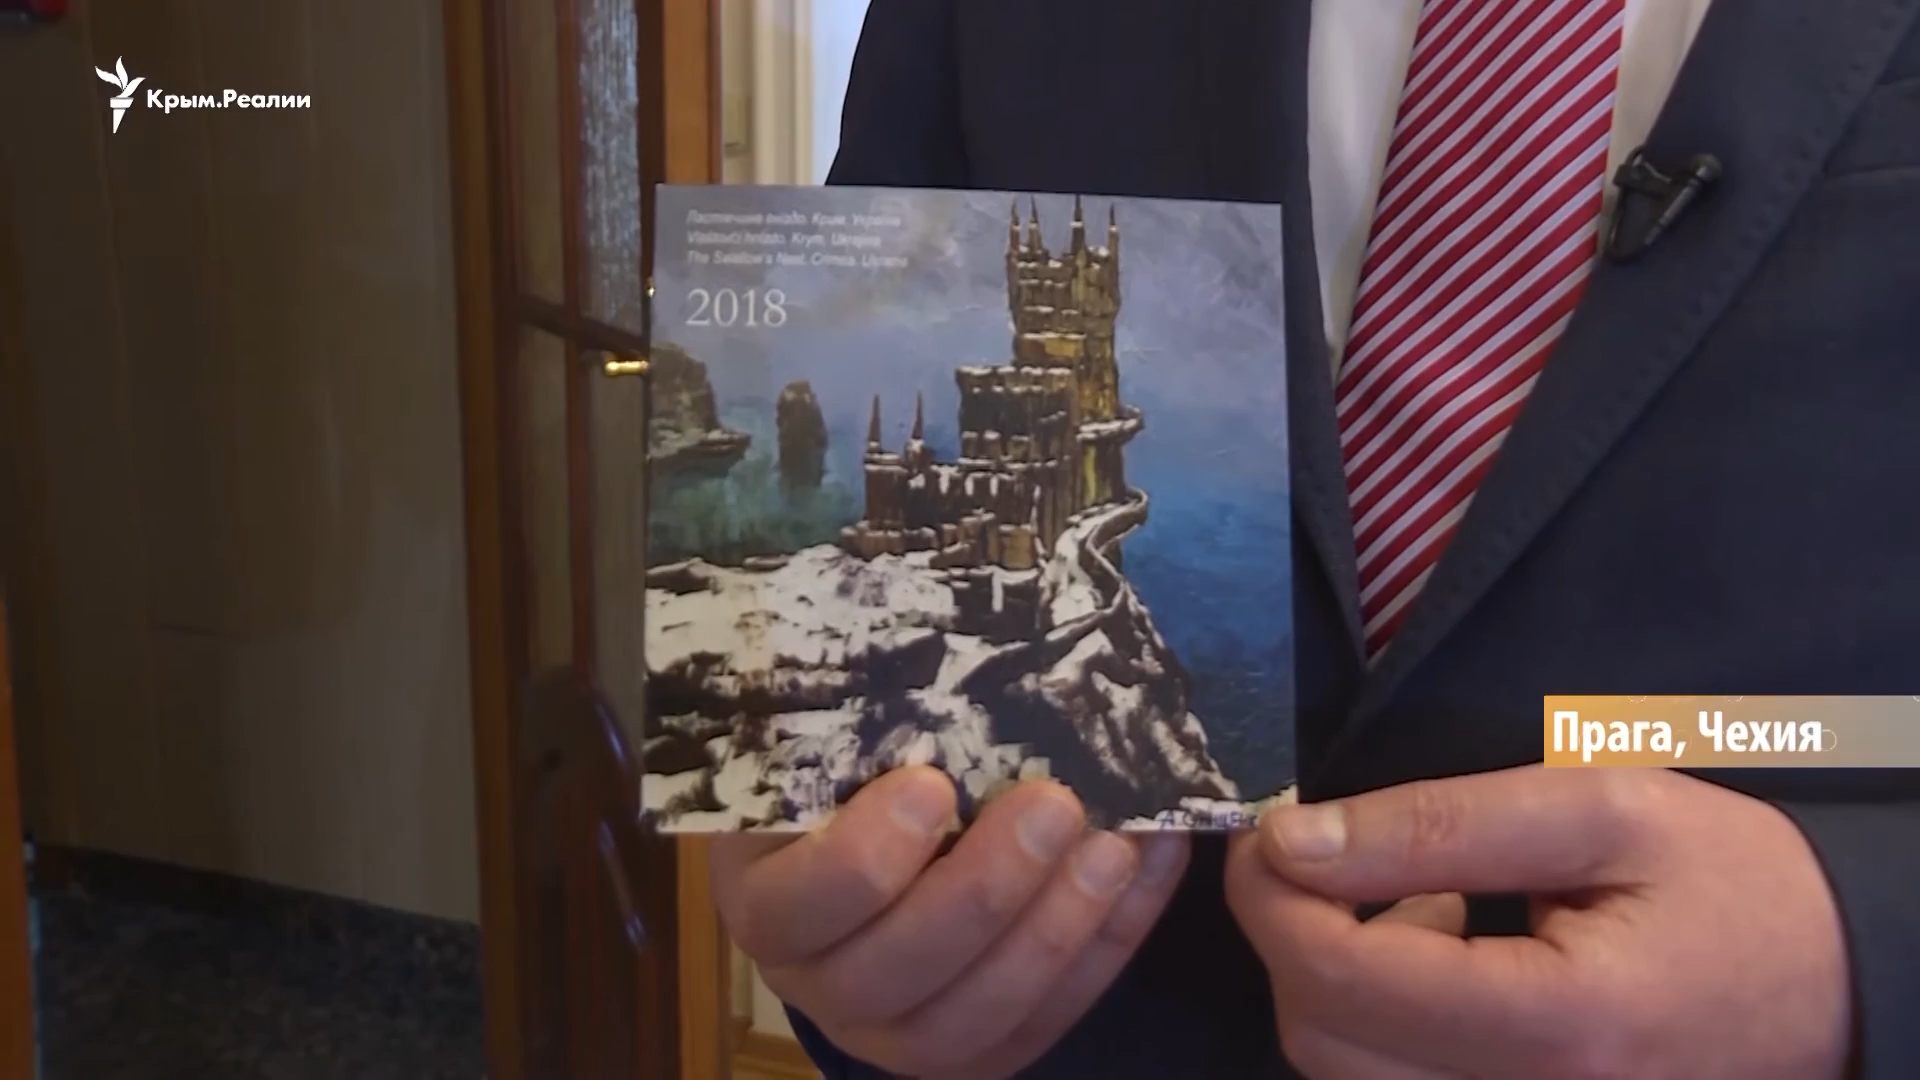 Крым.Реалии
Ластівчине гніздо. Крим. Україна
Vlaštovčí hnízdo. Krym. Ukrajina
The Swallow's Nest. Crimea. Ukraine
2018
Прага, Чехия